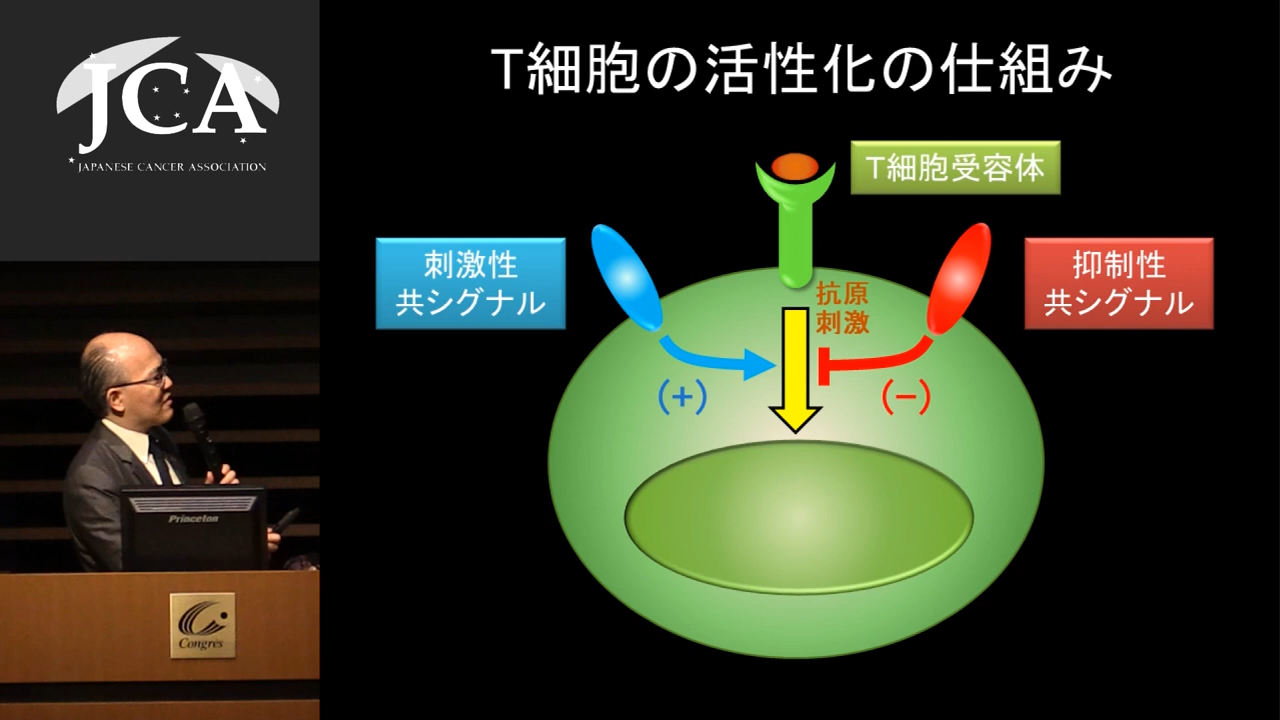 JCA
JAPANESE CANCER ASSOCIATION
T細胞の活性化の仕組み
T細胞受容体
刺激性
共シグナル
抑制性
共シグナル
抗原
刺激
(+)
(−)
Princeton
Congres